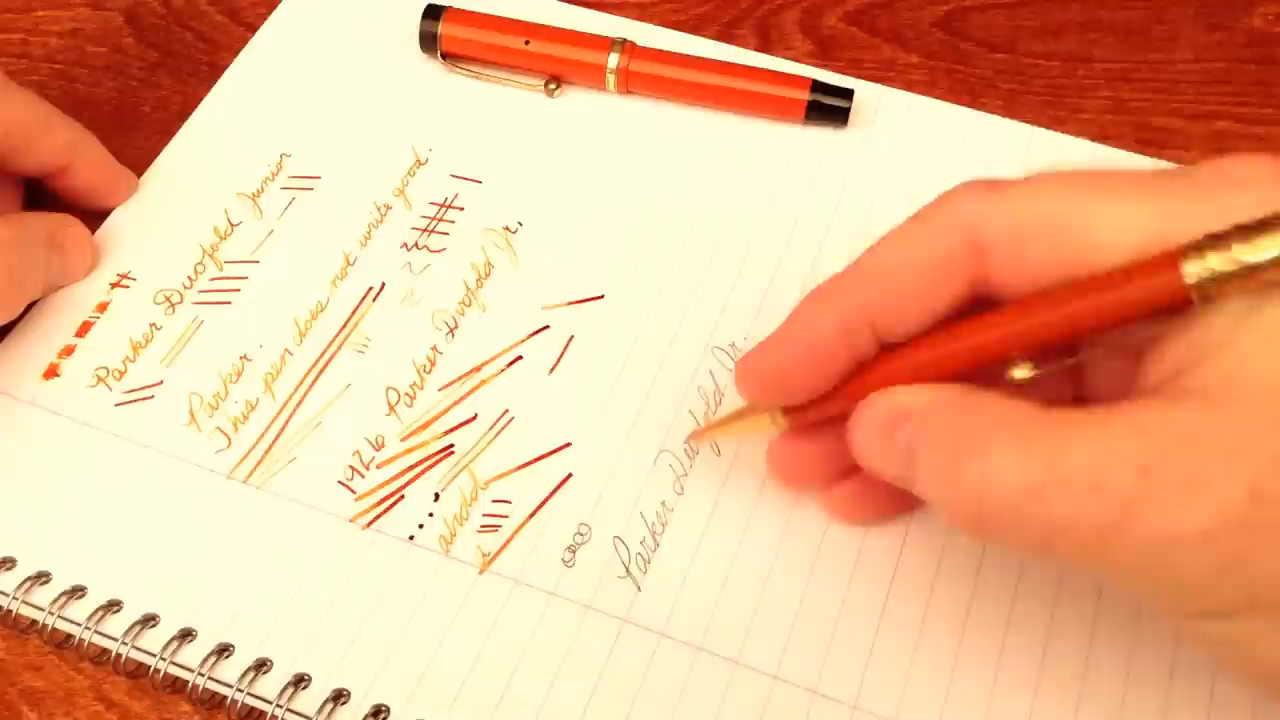 Parker Duofold Junior
Parker.
This pen does not write good.
1926 Parker Duofold Jr.
Parker Duofold Jr.